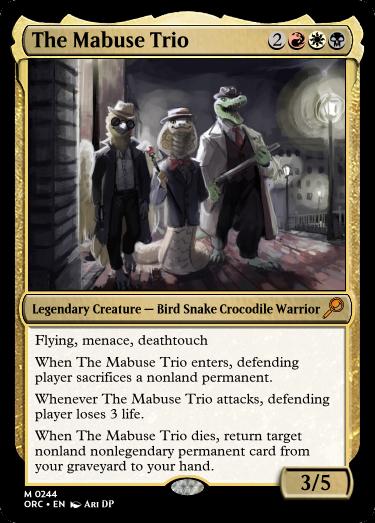 The Mabuse Trio 2
Legendary Creature — Bird Snake Crocodile Warrior
Flying, menace, deathtouch
When The Mabuse Trio enters, defending
player sacrifices a nonland permanent.
Whenever The Mabuse Trio attacks, defending
player loses 3 life.
When The Mabuse Trio dies, return target
nonland nonlegendary permanent card from
your graveyard to your hand.
3/5
M 0244
ORC • EN Ari DP